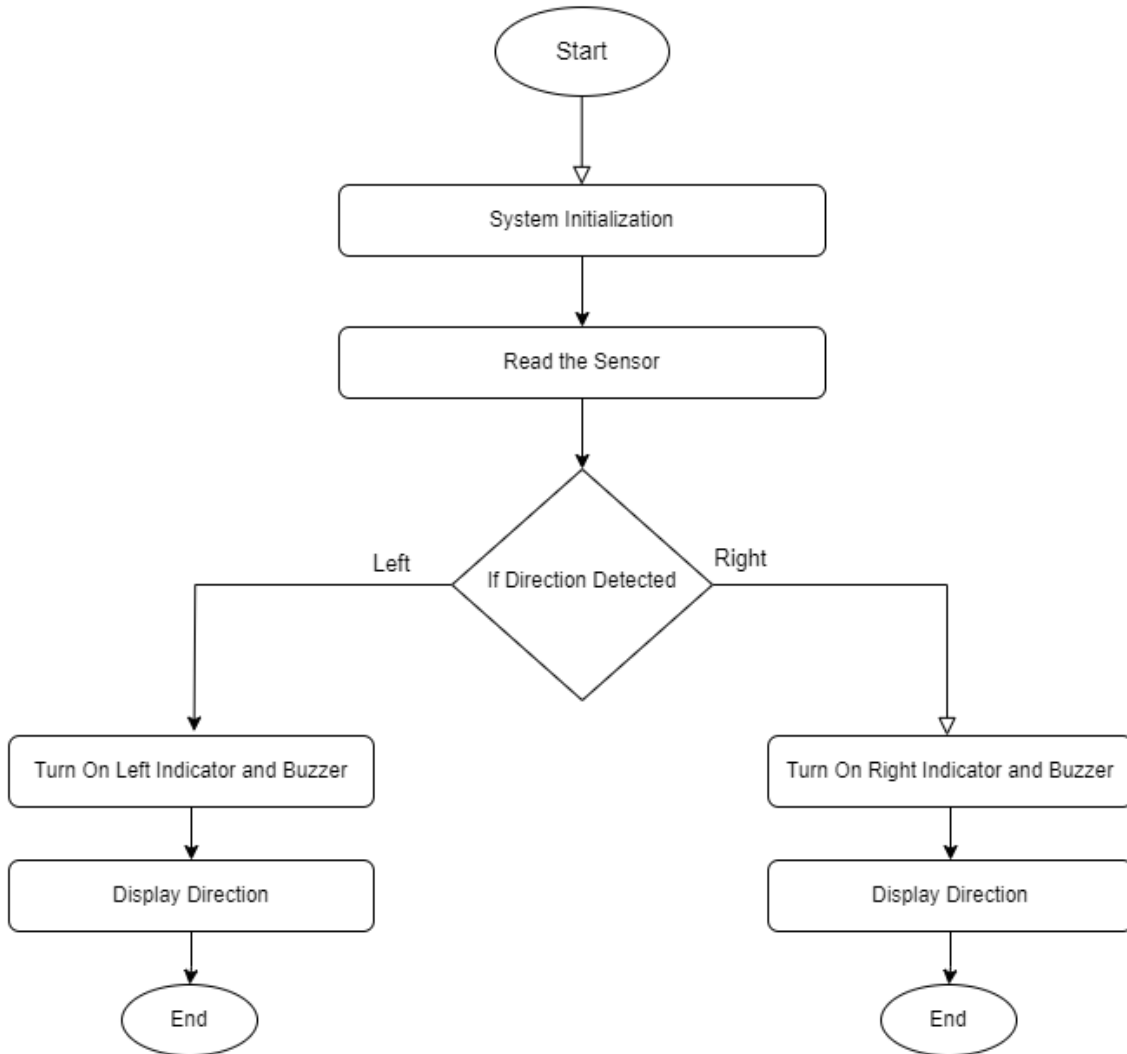 Start
System Initialization
Read the Sensor
If Direction Detected
Left
Right
Turn On Left Indicator and Buzzer
Turn On Right Indicator and Buzzer
Display Direction
Display Direction
End
End